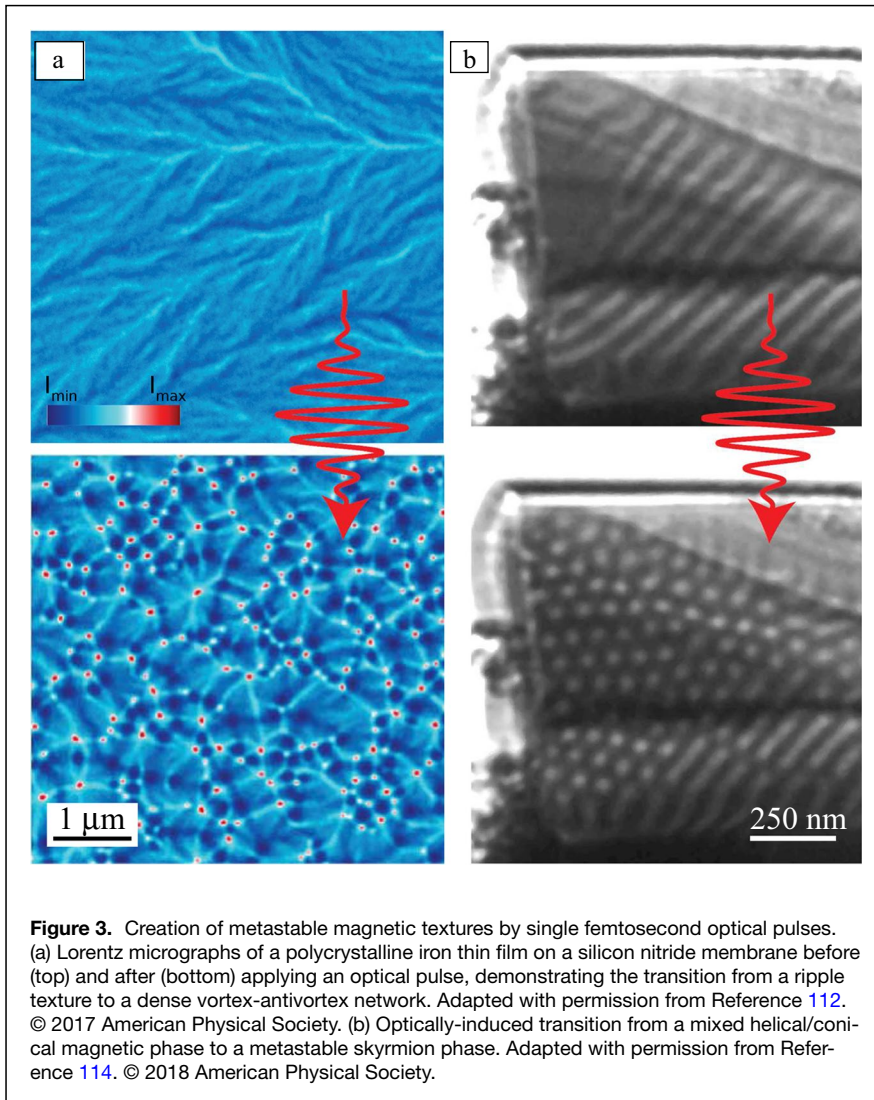 a
b
I min
I max
1 μm
250 nm
Figure 3. Creation of metastable magnetic textures by single femtosecond optical pulses.
(a) Lorentz micrographs of a polycrystalline iron thin film on a silicon nitride membrane before
(top) and after (bottom) applying an optical pulse, demonstrating the transition from a ripple
texture to a dense vortex-antivortex network. Adapted with permission from Reference 112.
© 2017 American Physical Society. (b) Optically-induced transition from a mixed helical/coni-
cal magnetic phase to a metastable skyrmion phase. Adapted with permission from Refer-
ence 114. © 2018 American Physical Society.